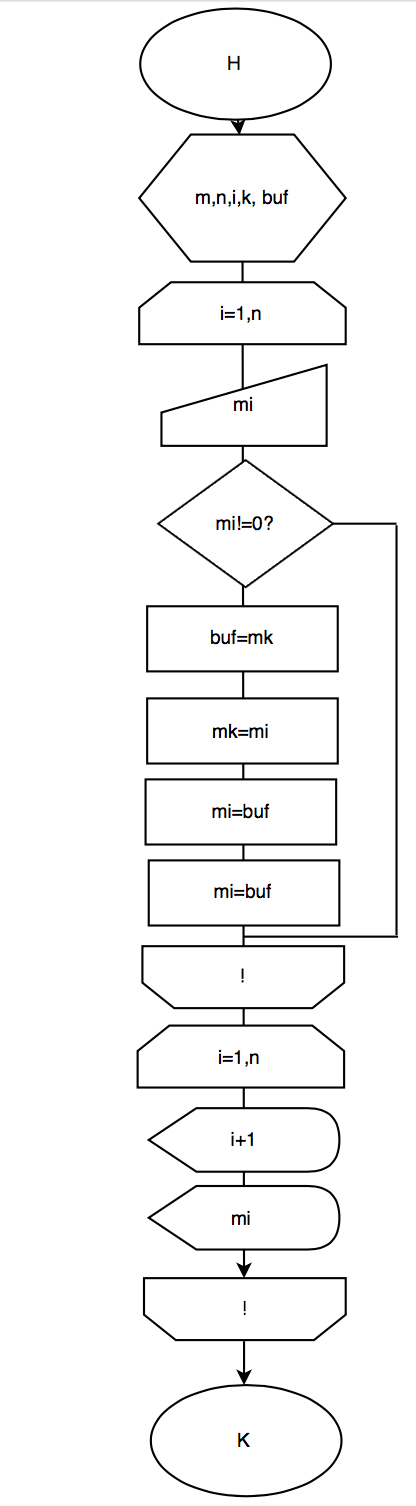 H
m,n,i,k, buf
i=1,n
mi
mi!=0?
buf=mk
mk=mi
mi=buf
mi=buf
!
i=1,n
i+1
mi
!
K